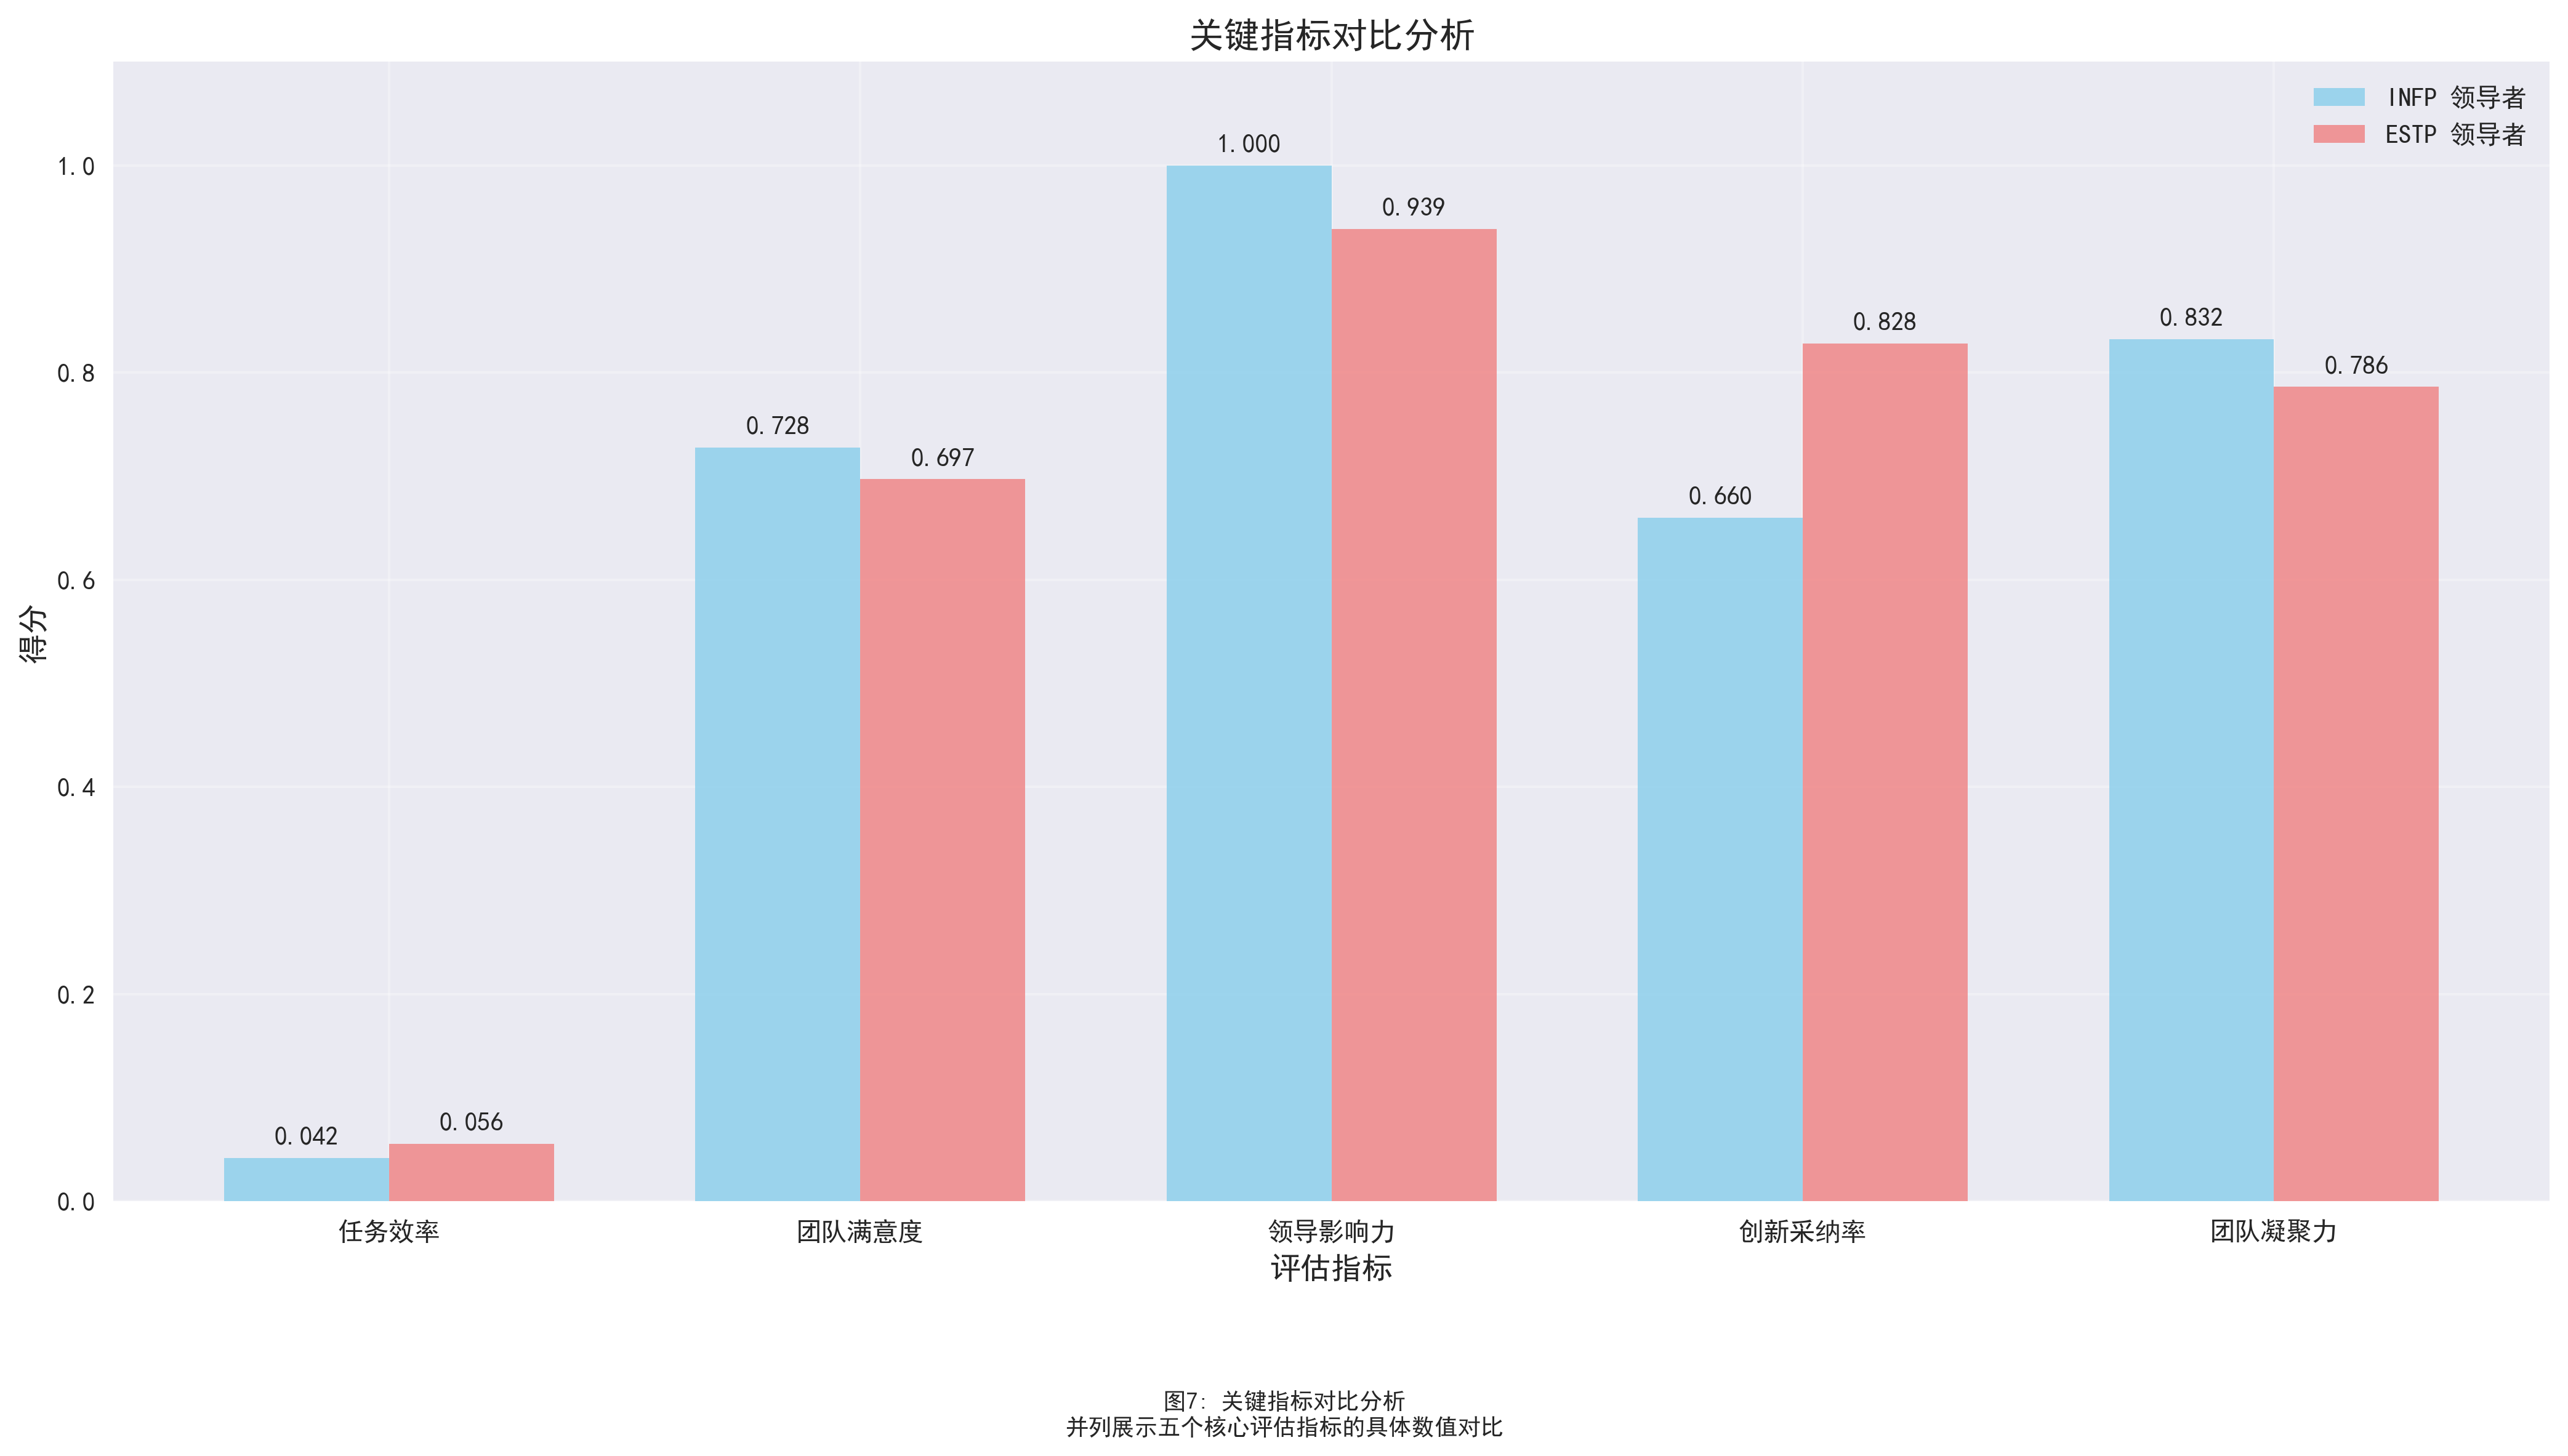 关键指标对比分析
INFP 领导者
ESTP 领导者
得分
1.0
0.8
0.6
0.4
0.2
0.0
0.042
0.056
0.728
0.697
1.000
0.939
0.660
0.828
0.832
0.786
任务效率
团队满意度
领导影响力
创新采纳率
团队凝聚力
评估指标
图7: 关键指标对比分析
并列展示五个核心评估指标的具体数值对比